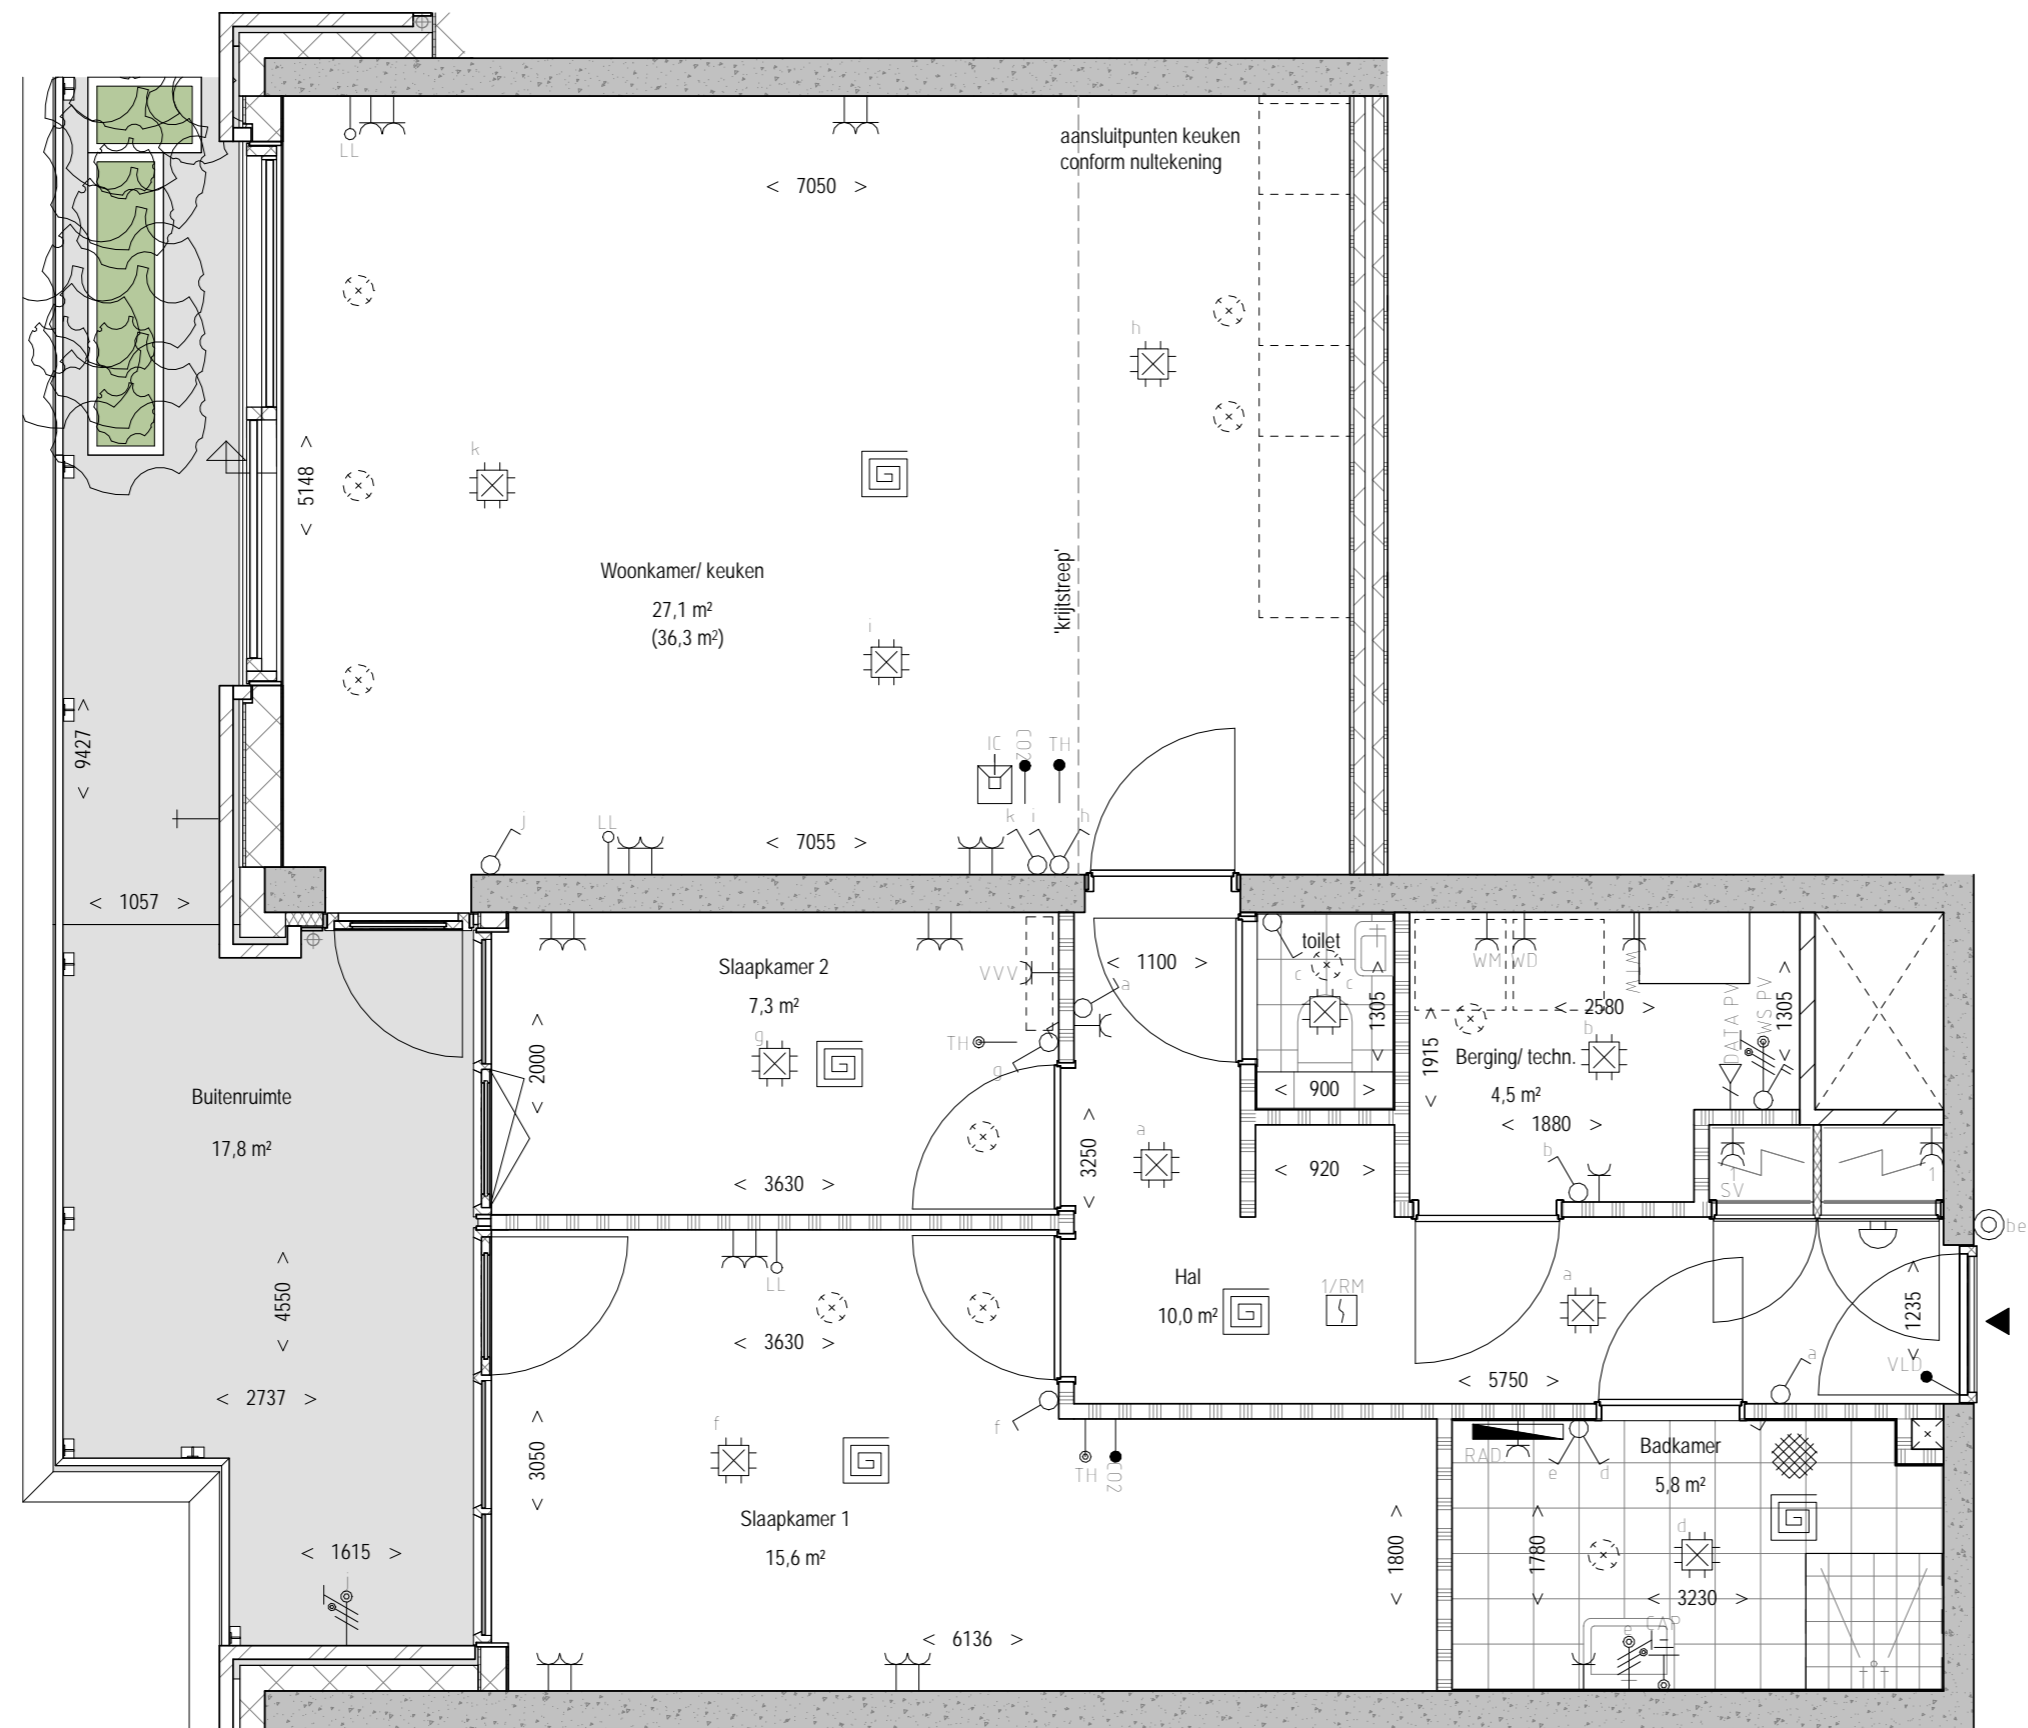 LL
aansluitpunten keuken
conform nultekening
< 7050 >
h
k
< 5148 >
Woonkamer/ keuken
27,1 m²
(36,3 m²)
'krijtstreep'
i
< 9427 >
IC
CO2
TH
j
LL
< 7055 >
k
i
h
< 1057 >
Slaapkamer 2
7,3 m²
VVV
< 1100 >
a
toilet
c
c
< 1305 >
WM
WD
WTW
< 2580 >
DATA PV
WS PV
< 1305 >
< 2000 >
g
TH
g
< 1915 >
b
Berging/ techn.
4,5 m²
< 900 >
Buitenruimte
17,8 m²
< 1880 >
< 3250 >
a
< 920 >
b
SV
1
1
< 3630 >
be
LL
Hal
10,0 m²
1/RM
a
< 1235 >
< 4550 >
< 3630 >
VLD
a
< 5750 >
< 2737 >
f
f
< 3050 >
TH
CO2
RAD
e
d
Badkamer
5,8 m²
Slaapkamer 1
15,6 m²
< 1800 >
< 1780 >
d
< 1615 >
j
< 3230 >
CAP
e
< 6136 >